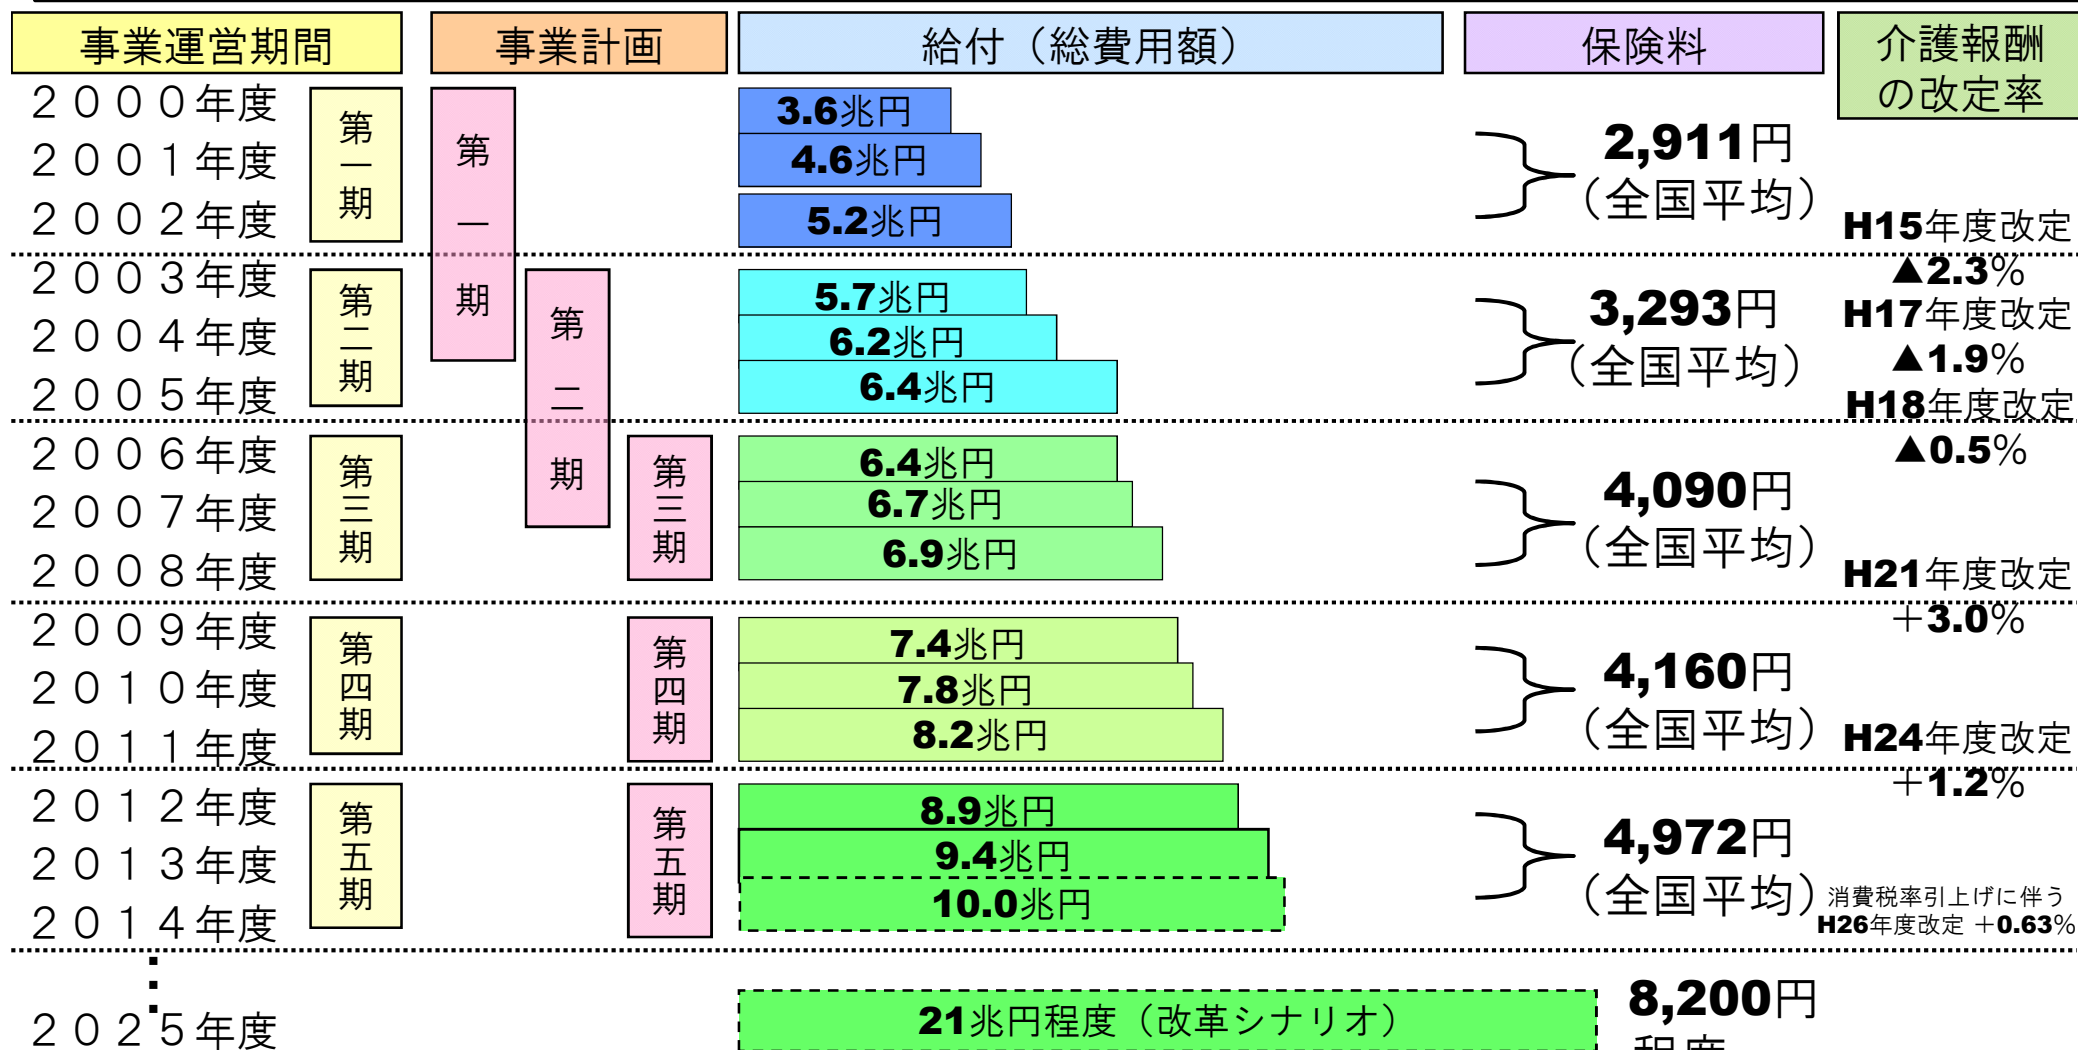 事業運営期間
事業計画
給付（総費用額）
保険料
介護報酬
の改定率
２０００年度
２００１年度
２００２年度
第一期
第一期
3.6兆円
4.6兆円
5.2兆円
2,911円
（全国平均）
H15年度改定
▲2.3％
２００３年度
２００４年度
２００５年度
第二期
第二期
5.7兆円
6.2兆円
6.4兆円
3,293円
（全国平均）
H17年度改定
▲1.9％
H18年度改定
▲0.5％
２００６年度
２００７年度
２００８年度
第三期
第三期
6.4兆円
6.7兆円
6.9兆円
4,090円
（全国平均）
H21年度改定
＋3.0％
２００９年度
２０１０年度
２０１１年度
第四期
第四期
7.4兆円
7.8兆円
8.2兆円
4,160円
（全国平均）
H24年度改定
＋1.2％
２０１２年度
２０１３年度
２０１４年度
第五期
第五期
8.9兆円
9.4兆円
10.0兆円
4,972円
（全国平均）
消費税率引上げに伴う
H26年度改定 ＋0.63％
２０２５年度
21兆円程度（改革シナリオ）
8,200円
程度